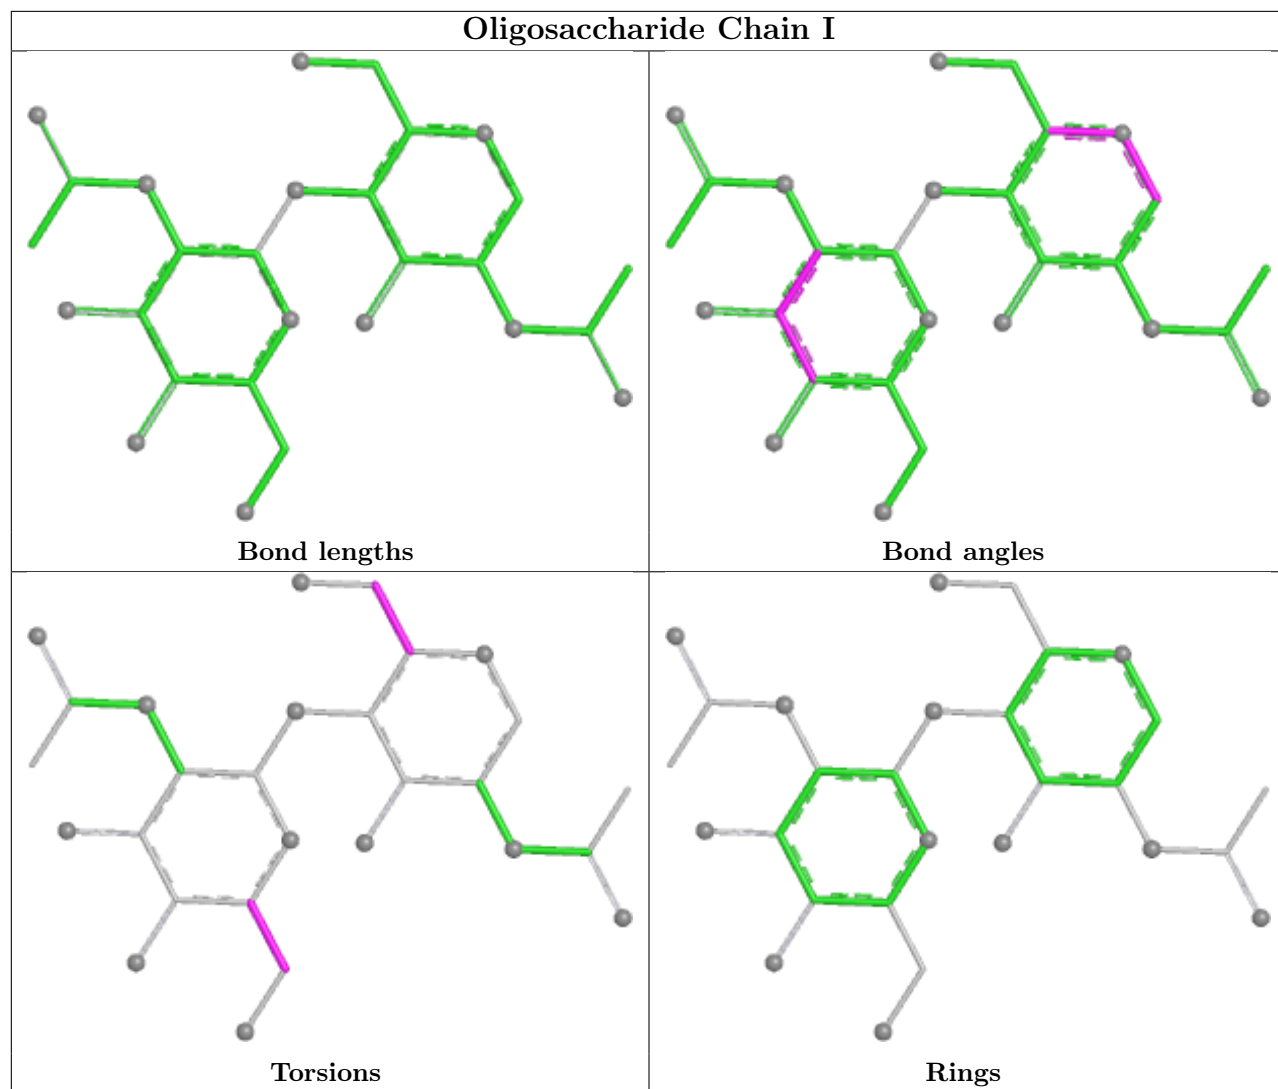 Oligosaccharide Chain I
Bond lengths
Bond angles
Torsions
Rings